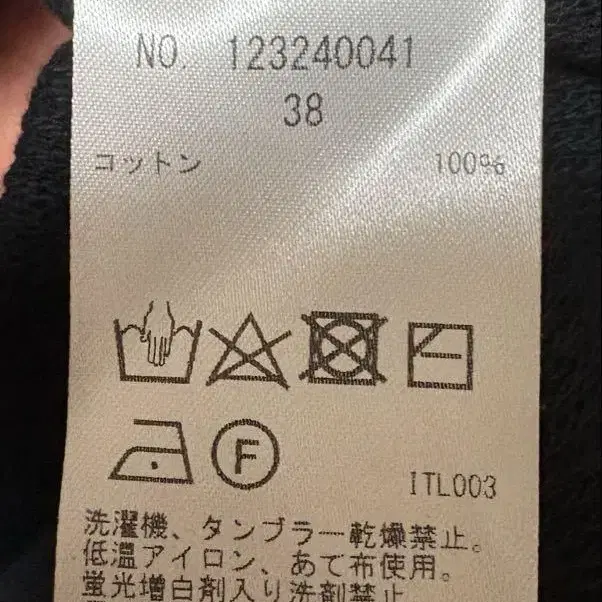 NO. 123240041
38
コットン 100%
F
ITL003
洗濯機、タンブラー乾燥禁止。
低温アイロン、あて布使用。
蛍光増白剤入り洗剤禁止